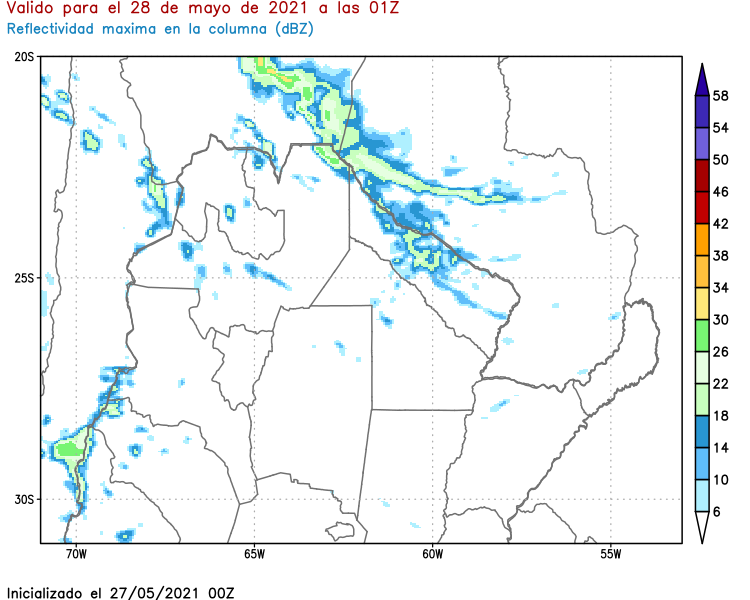 Valido para el 28 de mayo de 2021 a las 01Z
Reflectividad maxima en la columna (dBZ)
20S
25S
30S
70W
65W
60W
55W
58
54
50
46
42
38
34
30
26
22
18
14
10
6
Inicializado el 27/05/2021 00Z